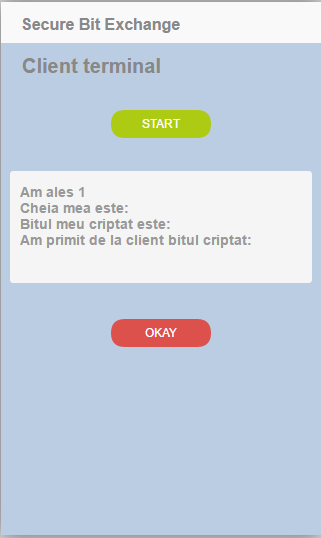 Secure Bit Exchange
Client terminal
START
Am ales 1
Cheia mea este:
Bitul meu criptat este:
Am primit de la client bitul criptat:
OKAY